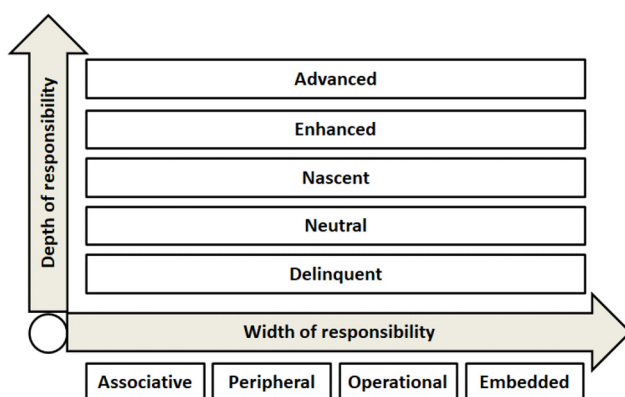 Depth of responsibility
Advanced
Enhanced
Nascent
Neutral
Delinquent
Width of responsibility
Associative
Peripheral
Operational
Embedded